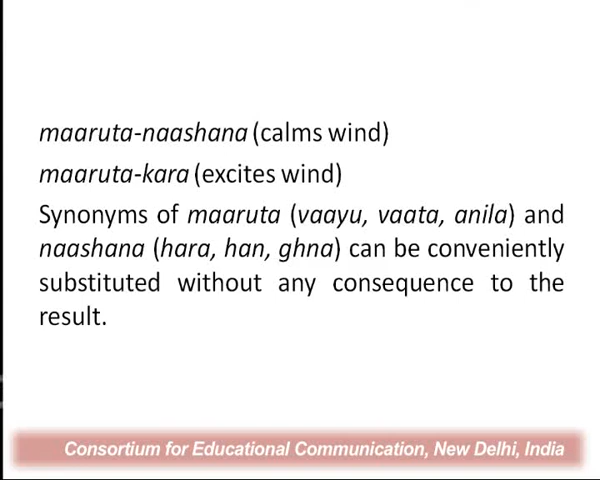 maaruta-naashana (calms wind)
maaruta-kara (excites wind)
Synonyms of maaruta (vaayu, vaata, anila) and
naashana (hara, han, ghna) can be conveniently
substituted without any consequence to the
result.
Consortium for Educational Communication, New Delhi, India